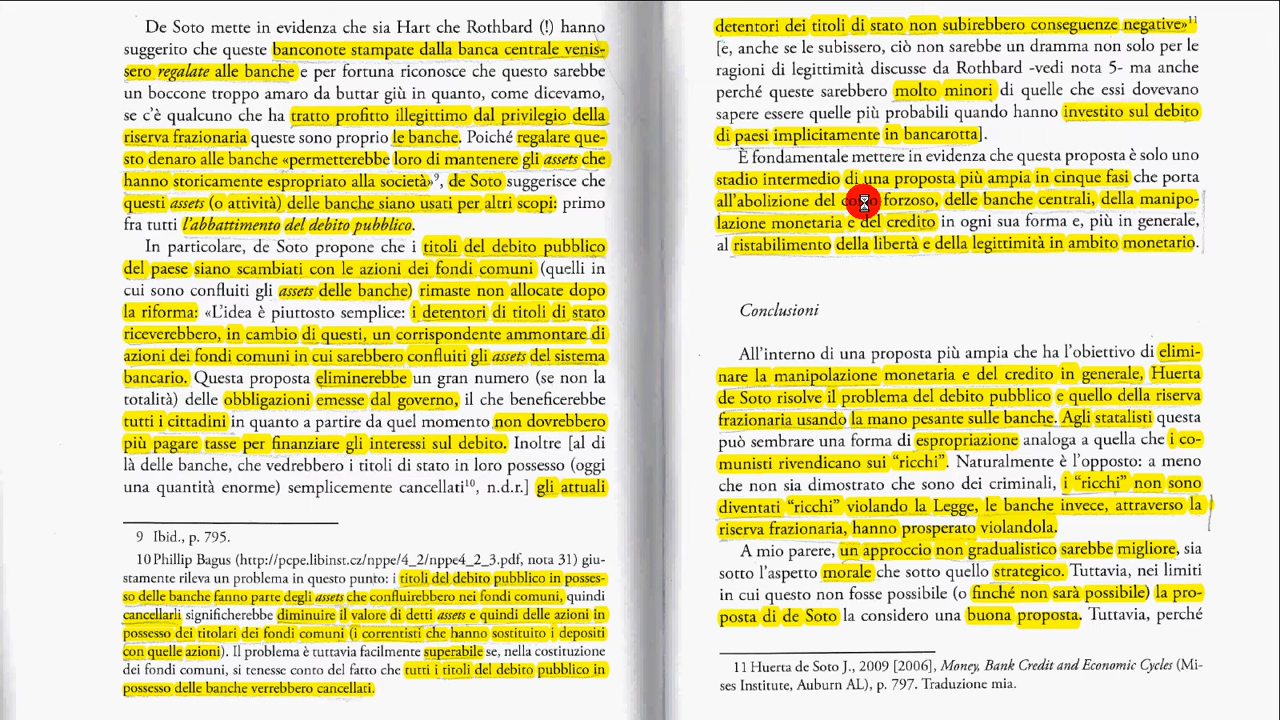 De Soto mette in evidenza che sia Hart che Rothbard (!) hanno
suggerito che queste banconote stampate dalla banca centrale venis-
sero regalate alle banche e per fortuna riconosce che questo sarebbe
un boccone troppo amaro da buttar giù in quanto, come dicevamo,
se c'è qualcuno che ha tratto profitto illegittimo dal privilegio della
riserva frazionaria queste sono proprio le banche. Poiché regalare que-
sto denaro alle banche «permetterebbe loro di mantenere gli assets che
hanno storicamente espropriato alla società»9, de Soto suggerisce che
questi assets (o attività) delle banche siano usati per altri scopi: primo
fra tutti l'abbattimento del debito pubblico.
In particolare, de Soto propone che i titoli del debito pubblico
del paese siano scambiati con le azioni dei fondi comuni (quelli in
cui sono confluiti gli assets delle banche) rimaste non allocate dopo
la riforma: «L'idea è piuttosto semplice: i detentori di titoli di stato
riceverebbero, in cambio di questi, un corrispondente ammontare di
azioni dei fondi comuni in cui sarebbero confluiti gli assets del sistema
bancario. Questa proposta eliminerebbe un gran numero (se non la
totalità) delle obbligazioni emesse dal governo, il che beneficerebbe
tutti i cittadini in quanto a partire da quel momento non dovrebbero
più pagare tasse per finanziare gli interessi sul debito. Inoltre [al di
là delle banche, che vedrebbero i titoli di stato in loro possesso (oggi
una quantità enorme) semplicemente cancellati10, n.d.r.] gli attuali
9 Ibid., p. 795.
10 Phillip Bagus (http://pcpe.libinst.cz/nppe/4_2/nppe4_2_3.pdf, nota 31) giu-
stamente rileva un problema in questo punto: i titoli del debito pubblico in posses-
so delle banche fanno parte degli assets che confluirebbero nei fondi comuni, quindi
cancellarli significherebbe diminuire il valore di detti assets e quindi delle azioni in
possesso dei titolari dei fondi comuni (i correntisti che hanno sostituito i depositi
con quelle azioni). Il problema è tuttavia facilmente superabile se, nella costituzione
dei fondi comuni, si tenesse conto del fatto che tutti i titoli del debito pubblico in
possesso delle banche verrebbero cancellati.
detentori dei titoli di stato non subirebbero conseguenze negative»11
[e, anche se le subissero, ciò non sarebbe un dramma non solo per le
ragioni di legittimità discusse da Rothbard -vedi nota 5- ma anche
perché queste sarebbero molto minori di quelle che essi dovevano
sapere essere quelle più probabili quando hanno investito sul debito
di paesi implicitamente in bancarotta].
È fondamentale mettere in evidenza che questa proposta è solo uno
stadio intermedio di una proposta più ampia in cinque fasi che porta
all'abolizione del forzoso, delle banche centrali, della manipo-
lazione monetaria e del credito in ogni sua forma e, più in generale,
al ristabilimento della libertà e della legittimità in ambito monetario.
Conclusioni
All'interno di una proposta più ampia che ha l'obiettivo di elimi-
nare la manipolazione monetaria e del credito in generale, Huerta
de Soto risolve il problema del debito pubblico e quello della riserva
frazionaria usando la mano pesante sulle banche. Agli statalisti questa
può sembrare una forma di espropriazione analoga a quella che i co-
munisti rivendicano sui “ricchi”. Naturalmente è l'opposto: a meno
che non sia dimostrato che sono dei criminali, i “ricchi” non sono
diventati “ricchi” violando la Legge, le banche invece, attraverso la
riserva frazionaria, hanno prosperato violandola.
A mio parere, un approccio non gradualistico sarebbe migliore, sia
sotto l'aspetto morale che sotto quello strategico. Tuttavia, nei limiti
in cui questo non fosse possibile (o finché non sarà possibile) la pro-
posta di de Soto la considero una buona proposta. Tuttavia, perché
11 Huerta de Soto J., 2009 [2006], Money, Bank Credit and Economic Cycles (Mi-
ses Institute, Auburn AL), p. 797. Traduzione mia.